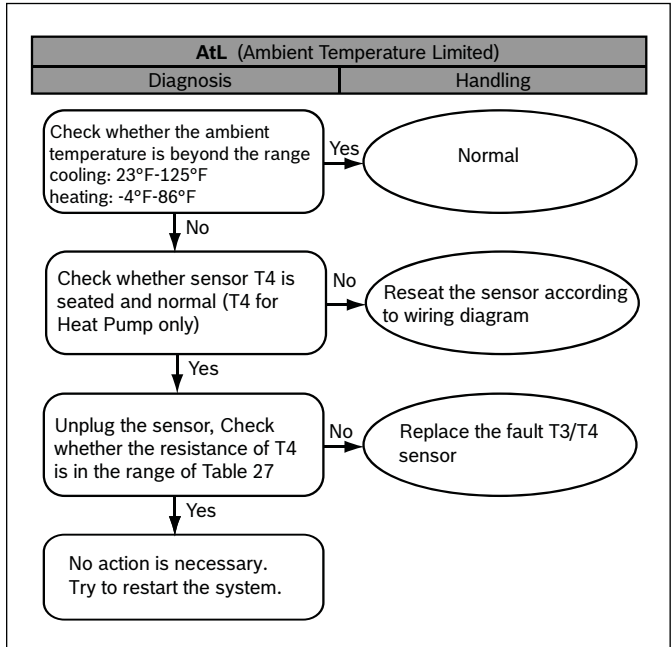 AtL (Ambient Temperature Limited)
Diagnosis
Handling
Check whether the ambient
temperature is beyond the range
cooling: 23°F-125°F
heating: -4°F-86°F
Yes
Normal
No
Check whether sensor T4 is
seated and normal (T4 for
Heat Pump only)
No
Reseat the sensor according
to wiring diagram
Yes
Unplug the sensor, Check
whether the resistance of T4
is in the range of Table 27
No
Replace the fault T3/T4
sensor
Yes
No action is necessary.
Try to restart the system.